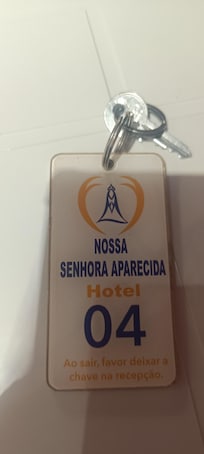 NOSSA
SENHORA APARECIDA
Hotel
04
Ao sair, favor deixar a
chave na recepção.